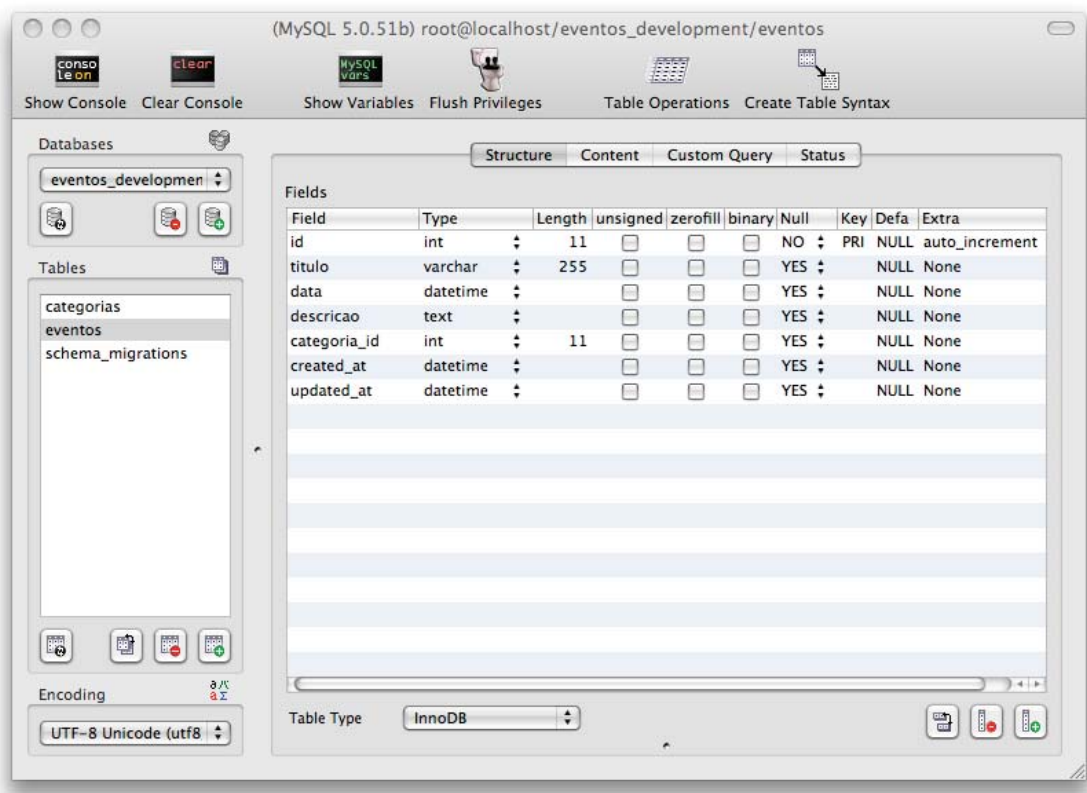 (MySQL 5.0.51b) root@localhost/eventos_development/eventos
conso
le on
clear
MySQL
vars
Show Console Clear Console Show Variables Flush Privileges Table Operations Create Table Syntax
Databases
eventos_developmen
Tables
categorias
eventos
schema_migrations
Encoding
UTF-8 Unicode (utf8
Structure Content Custom Query Status
Fields
Field Type Length unsigned zerofill binary Null Key Defa Extra
id int 11 NO PRI NULL auto_increment
titulo varchar 255 YES NULL None
data datetime YES NULL None
descricao text YES NULL None
categoria_id int 11 YES NULL None
created_at datetime YES NULL None
updated_at datetime YES NULL None
Table Type InnoDB